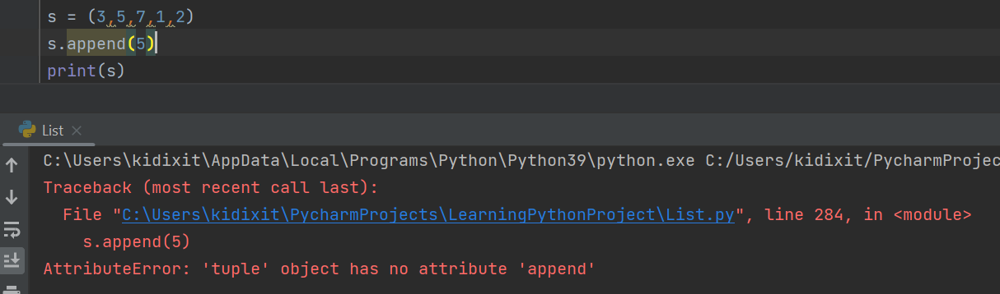 s = (3,5,7,1,2)
s.append(5)
print(s)
List
C:\Users\kidixit\AppData\Local\Programs\Python\Python39\python.exe C:/Users/kidixit/PycharmProjec
Traceback (most recent call last):
File "C:\Users\kidixit\PycharmProjects\LearningPythonProject\List.py", line 284, in <module>
s.append(5)
AttributeError: 'tuple' object has no attribute 'append'